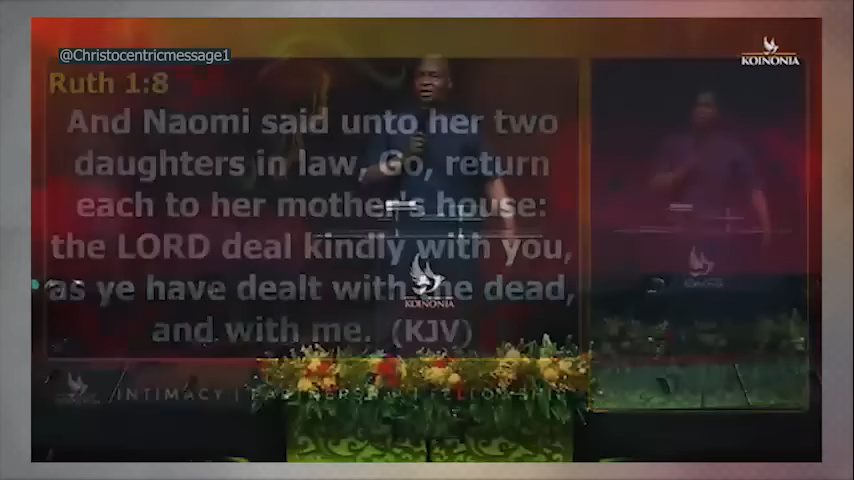 @Christocentricmessage1
KOINONIA
Ruth 1:8
And Naomi said unto her two
daughters in law, Go, return
each to her mother's house:
the LORD deal kindly with you,
as ye have dealt with the dead,
and with me. (KJV)
KOINONIA
INTIMACY | PARTNERSHIP | FELLOWSHIP